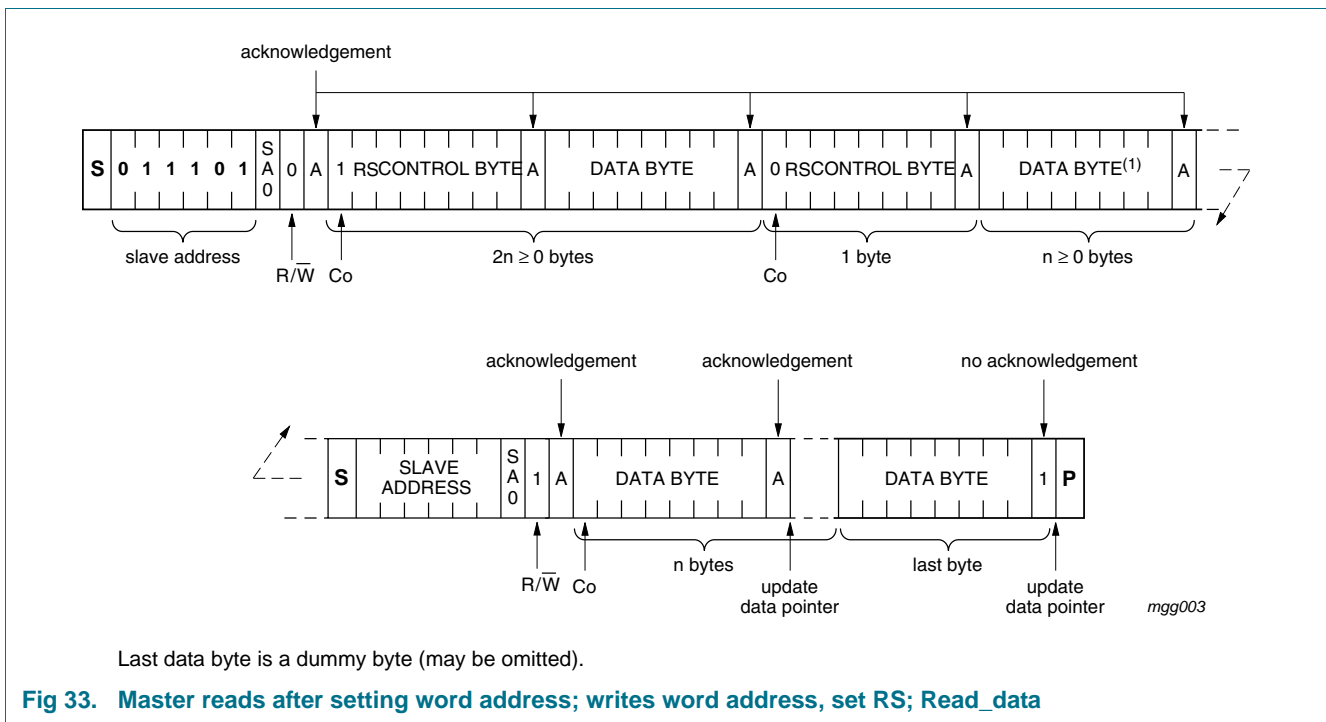 acknowledgement
S 0 1 1 1 0 1 S A 0 0 A 1 RS CONTROL BYTE A DATA BYTE A 0 RS CONTROL BYTE A DATA BYTE(1) A
slave address
2n ≥ 0 bytes
1 byte
n ≥ 0 bytes
R/W̅ Co
Co
acknowledgement
acknowledgement
no acknowledgement
S SLAVE ADDRESS S A 0 1 A DATA BYTE A DATA BYTE 1 P
n bytes
last byte
R/W̅ Co
update
data pointer
update
data pointer
mgg003
Last data byte is a dummy byte (may be omitted).
Fig 33. Master reads after setting word address; writes word address, set RS; Read_data